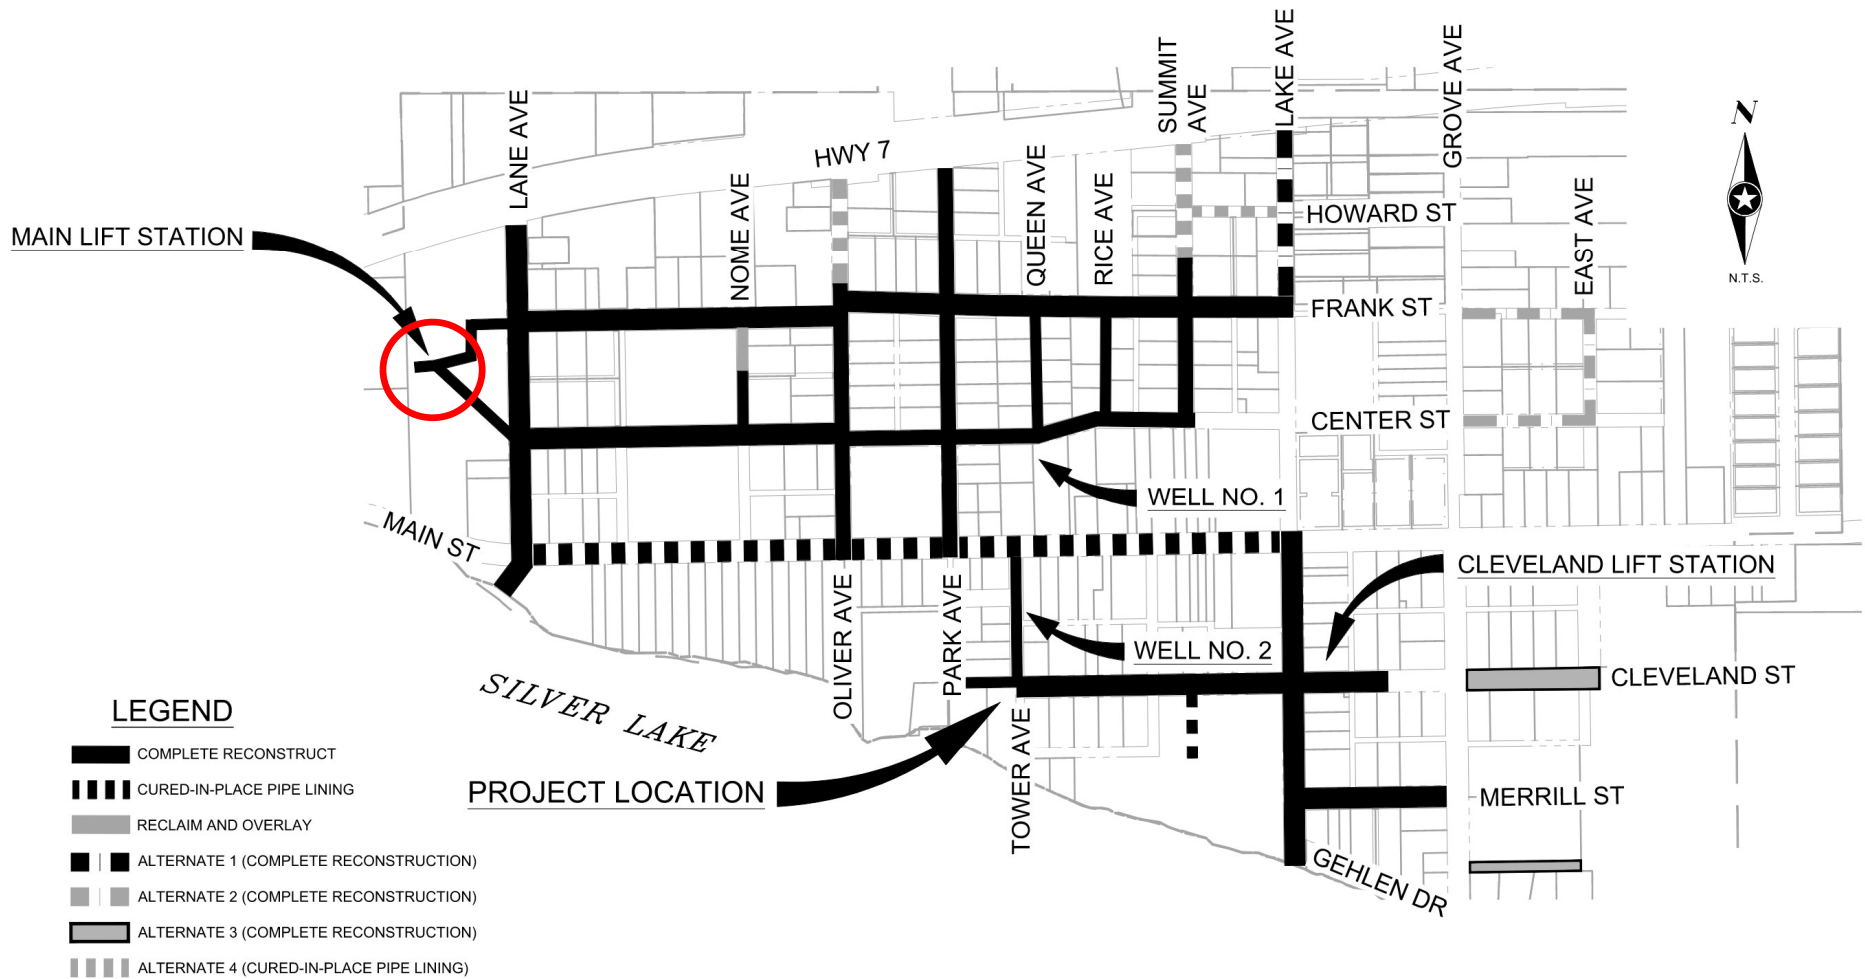 SUMMIT
AVE
LAKE AVE
GROVE AVE
LANE AVE
HWY 7
NOME AVE
QUEEN AVE
RICE AVE
HOWARD ST
EAST AVE
N
N.T.S.
MAIN LIFT STATION
FRANK ST
CENTER ST
WELL NO. 1
MAIN ST
CLEVELAND LIFT STATION
OLIVER AVE
PARK AVE
WELL NO. 2
CLEVELAND ST
SILVER LAKE
TOWER AVE
PROJECT LOCATION
MERRILL ST
GEHLEN DR
LEGEND
COMPLETE RECONSTRUCT
CURED-IN-PLACE PIPE LINING
RECLAIM AND OVERLAY
ALTERNATE 1 (COMPLETE RECONSTRUCTION)
ALTERNATE 2 (COMPLETE RECONSTRUCTION)
ALTERNATE 3 (COMPLETE RECONSTRUCTION)
ALTERNATE 4 (CURED-IN-PLACE PIPE LINING)